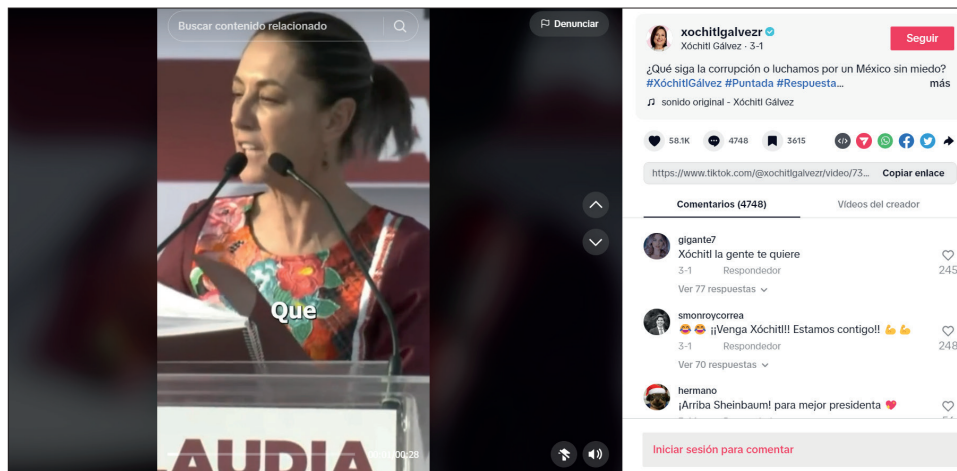 Buscar contenido relacionado
Denunciar
Que
AUDIA
00:28
xochitlgalvezr
Xóchitl Gálvez · 3-1
Seguir
¿Qué siga la corrupción o luchamos por un México sin miedo?
#XóchitlGálvez #Puntada #Respuesta...
más
sonido original - Xóchitl Gálvez
58.1K
4748
3615
https://www.tiktok.com/@xochitlgalvezr/video/73...
Copiar enlace
Comentarios (4748)
Vídeos del creador
gigante7
Xóchitl la gente te quiere
3-1 Respondedor
245
Ver 77 respuestas
smonroycorrea
😂 😂 ¡¡Venga Xóchitl!! Estamos contigo!! 💪 💪
3-1 Respondedor
248
Ver 70 respuestas
hermano
¡Arriba Sheinbaum! para mejor presidenta 💖
Iniciar sesión para comentar